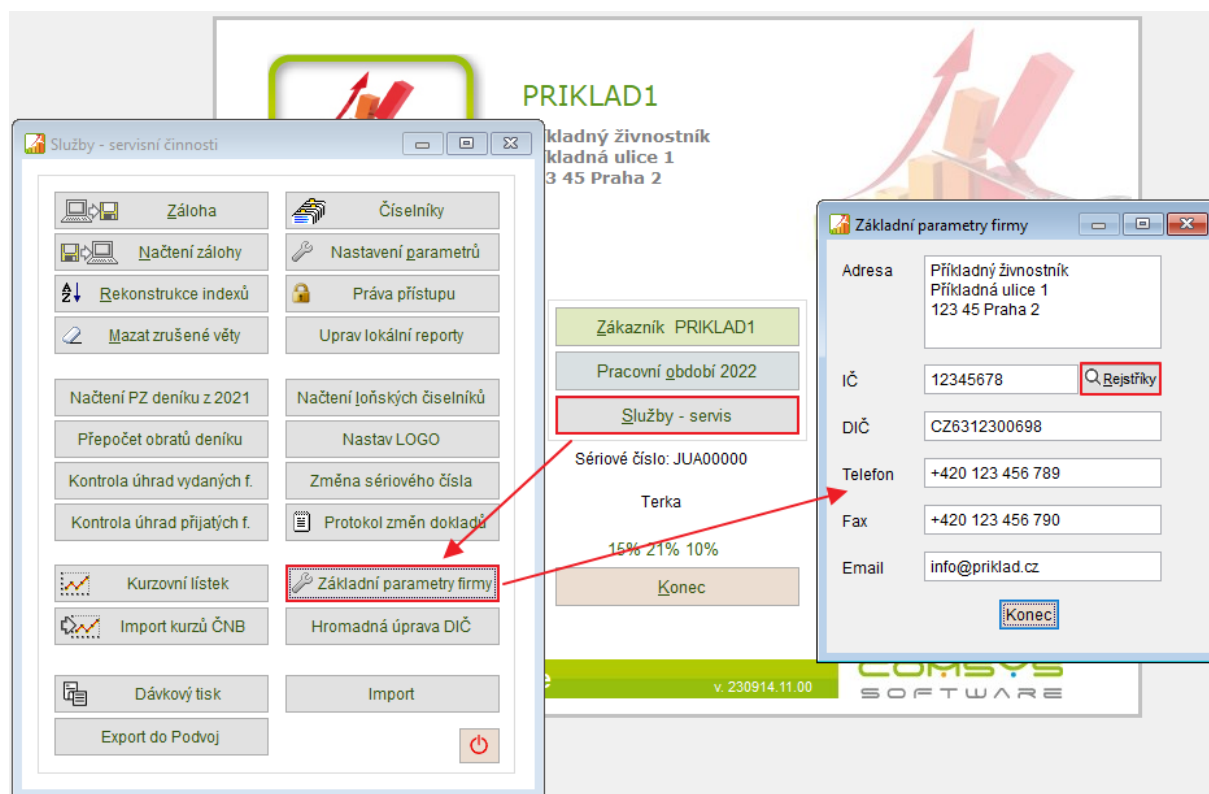 PRIKLAD1
kladný živnostník
kladná ulice 1
3 45 Praha 2
Služby - servisní činnosti
Záloha
Číselníky
Načtení zálohy
Nastavení parametrů
Rekonstrukce indexů
Práva přístupu
Mazat zrušené věty
Uprav lokální reporty
Načtení PZ deníku z 2021
Načtení loňských čiselníků
Přepočet obratů deníku
Nastav LOGO
Kontrola úhrad vydaných f.
Změna sériového čísla
Kontrola úhrad přijatých f.
Protokol změn dokladů
Kurzovní lístek
Základní parametry firmy
Import kurzů ČNB
Hromadná úprava DIČ
Dávkový tisk
Import
Export do Podvoj
Zákazník PRIKLAD1
Pracovní období 2022
Služby - servis
Sériové číslo: JUA00000
Terka
15% 21% 10%
Konec
v. 230914.11.00
COMSYS
SOFTWARE
Základní parametry firmy
Adresa
Příkladný živnostník
Příkladná ulice 1
123 45 Praha 2
IČ 12345678 Rejstříky
DIČ CZ6312300698
Telefon +420 123 456 789
Fax +420 123 456 790
Email info@priklad.cz
Konec